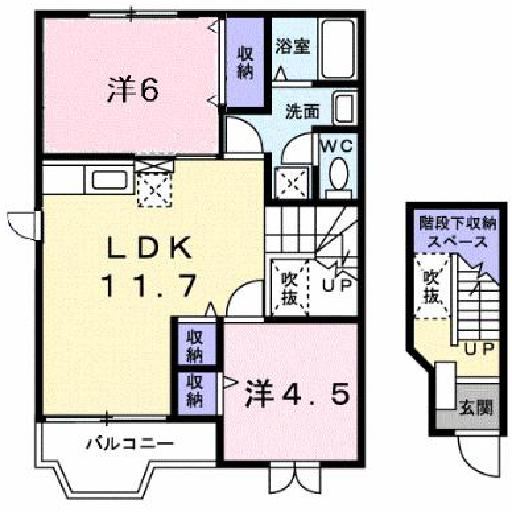 浴室
収納
洋6
洗面
WC
LDK
11.7
吹抜
UP
収納
収納
洋4.5
バルコニー
階段下収納
スペース
吹抜
UP
玄関